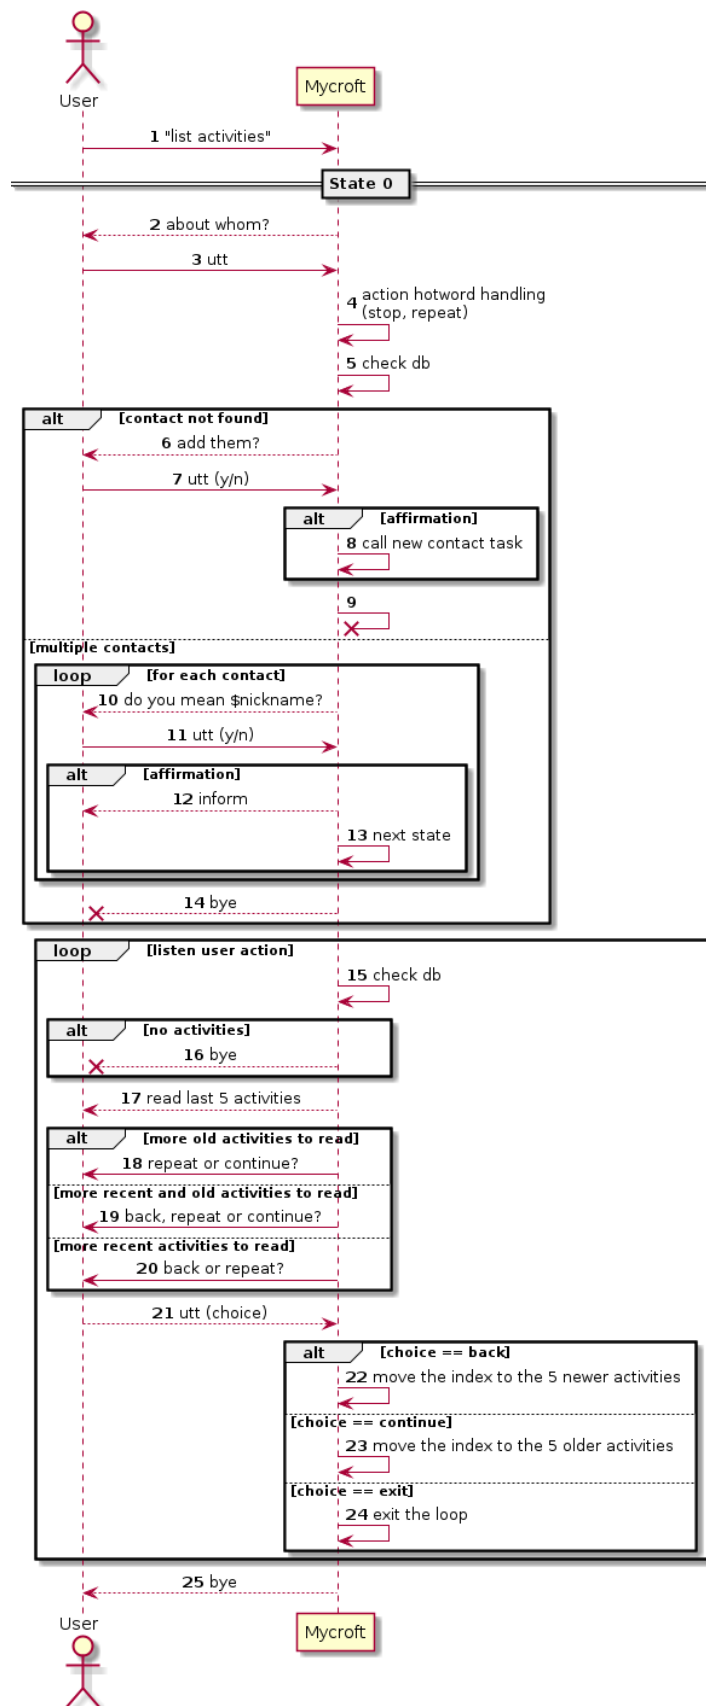 User
Mycroft
1 "list activities"
State 0
2 about whom?
3 utt
4 action hotword handling
(stop, repeat)
5 check db
alt [contact not found]
6 add them?
7 utt (y/n)
alt [affirmation]
8 call new contact task
9
[multiple contacts]
loop [for each contact]
10 do you mean $nickname?
11 utt (y/n)
alt [affirmation]
12 inform
13 next state
14 bye
loop [listen user action]
15 check db
alt [no activities]
16 bye
17 read last 5 activities
alt [more old activities to read]
18 repeat or continue?
[more recent and old activities to read]
19 back, repeat or continue?
[more recent activities to read]
20 back or repeat?
21 utt (choice)
alt [choice == back]
22 move the index to the 5 newer activities
[choice == continue]
23 move the index to the 5 older activities
[choice == exit]
24 exit the loop
25 bye
User
Mycroft